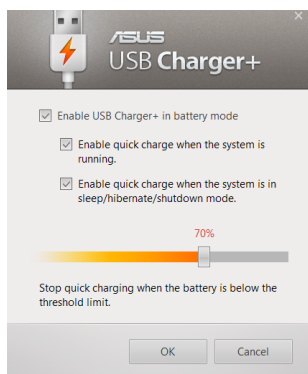 ASUS
USB Charger+
Enable USB Charger+ in battery mode
Enable quick charge when the system is
running.
Enable quick charge when the system is in
sleep/hibernate/shutdown mode.
70%
Stop quick charging when the battery is below the
threshold limit.
OK
Cancel